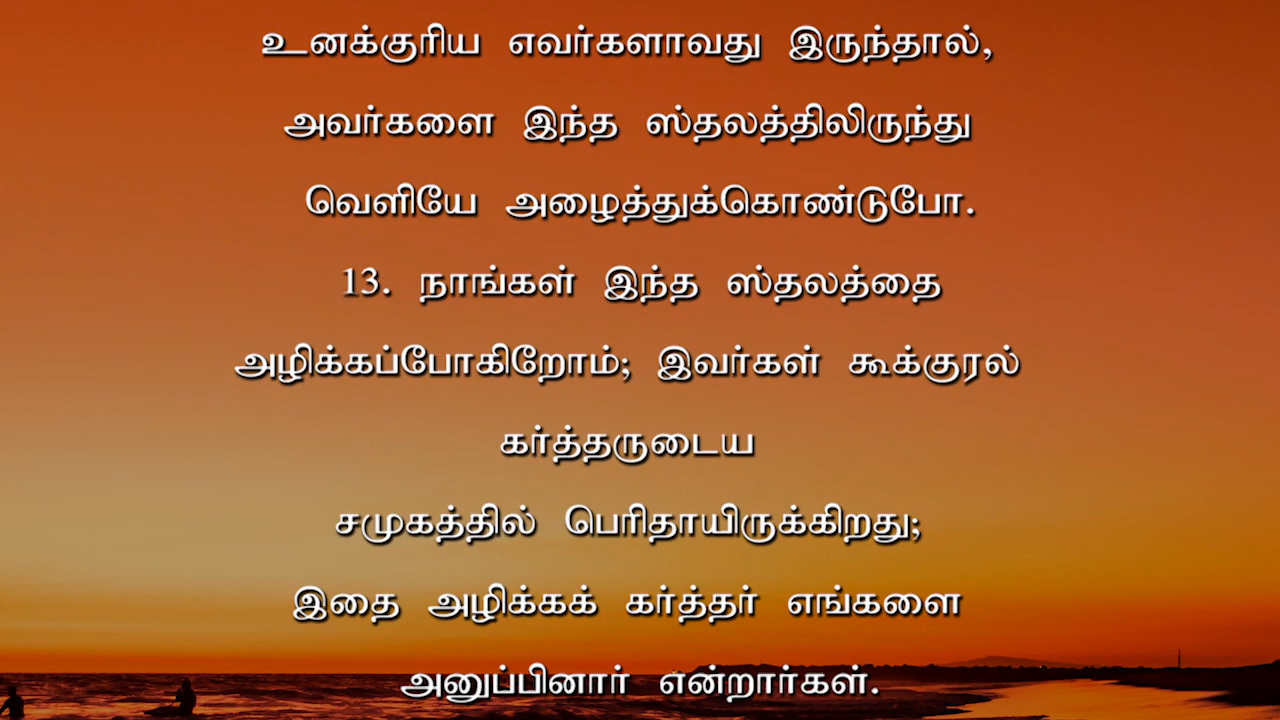 உனக்குரிய எவர்களாவது இருந்தால்,
அவர்களை இந்த ஸ்தலத்திலிருந்து
வெளியே அழைத்துக்கொண்டுபோ.
13. நாங்கள் இந்த ஸ்தலத்தை
அழிக்கப்போகிறோம்; இவர்கள் கூக்குரல்
கர்த்தருடைய
சமுகத்தில் பெரிதாயிருக்கிறது;
இதை அழிக்கக் கர்த்தர் எங்களை
அனுப்பினார் என்றார்கள்.